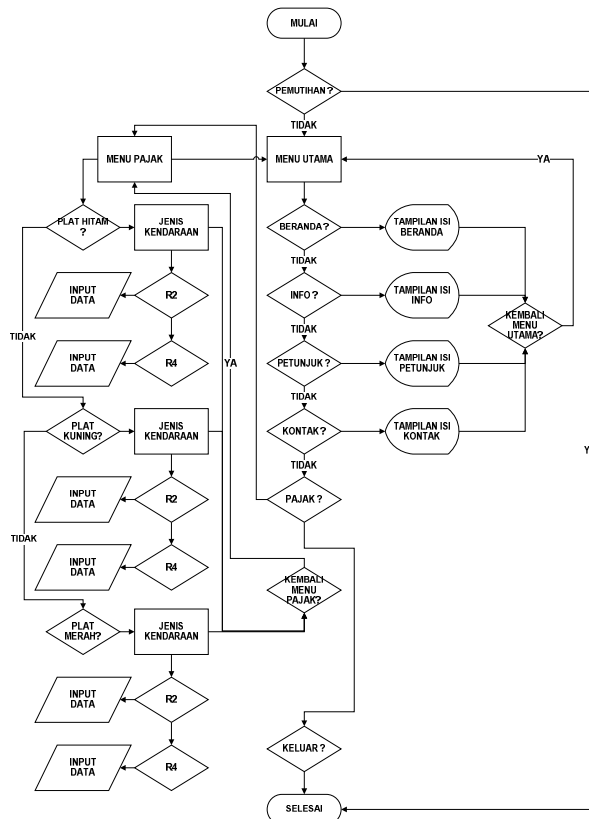 MULAI
PEMUTIHAN ?
TIDAK
MENU PAJAK
MENU UTAMA
YA
PLAT HITAM
?
JENIS
KENDARAAN
BERANDA ?
TAMPILAN ISI
BERANDA
TIDAK
INPUT
DATA
R2
INFO ?
TAMPILAN ISI
INFO
KEMBALI
MENU
UTAMA?
TIDAK
TIDAK
INPUT
DATA
R4
YA
PETUNJUK ?
TAMPILAN ISI
PETUNJUK
TIDAK
PLAT
KUNING?
JENIS
KENDARAAN
KONTAK ?
TAMPILAN ISI
KONTAK
Y
TIDAK
INPUT
DATA
R2
PAJAK ?
TIDAK
INPUT
DATA
R4
KEMBALI
MENU
PAJAK?
PLAT
MERAH?
JENIS
KENDARAAN
INPUT
DATA
R2
INPUT
DATA
R4
KELUAR ?
SELESAI